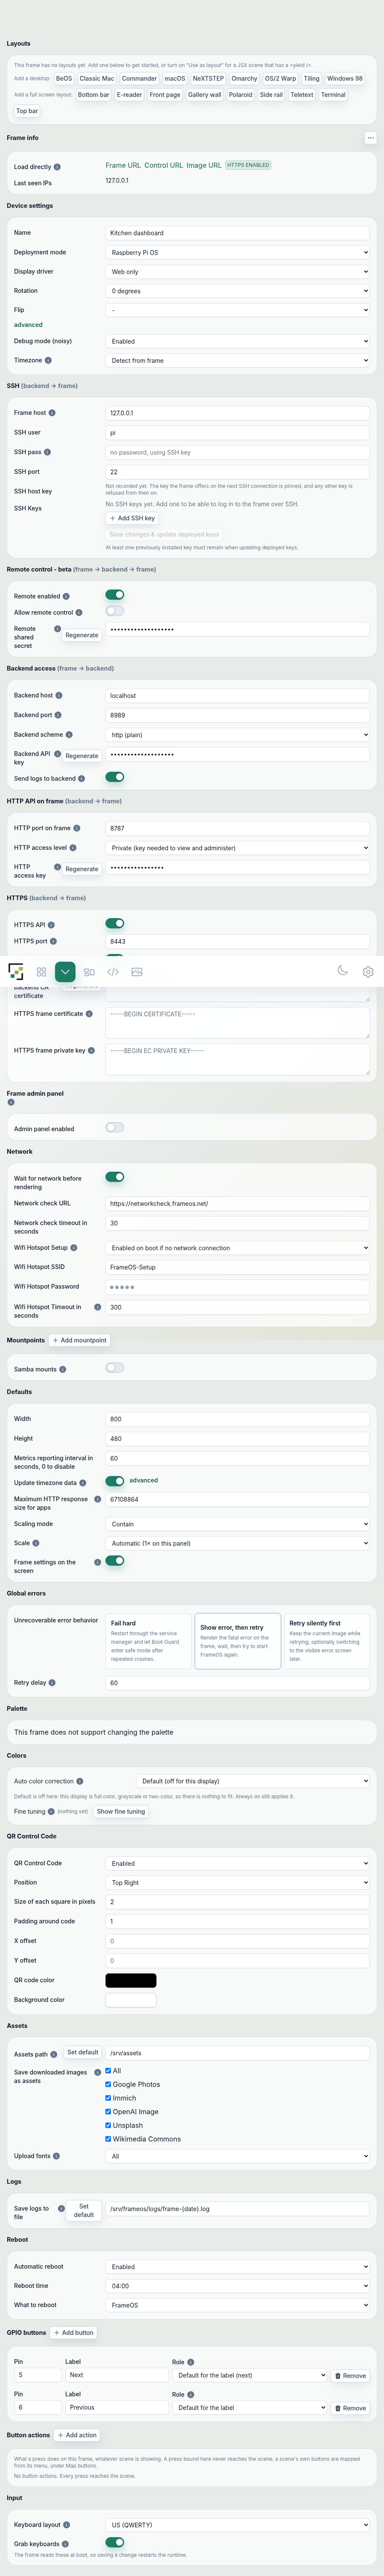 Layouts
This frame has no layouts yet. Add one below to get started, or turn on "Use as layout" for a JSX scene that has a <yield />.
Add a desktop: BeOS Classic Mac Commander macOS NeXTSTEP Omarchy OS/2 Warp Tiling Windows 98
Add a full screen layout: Bottom bar E-reader Front page Gallery wall Polaroid Side rail Teletext Terminal
Top bar
Frame info
Load directly Frame URL Control URL Image URL HTTPS ENABLED
Last seen IPs 127.0.0.1
Device settings
Name Kitchen dashboard
Deployment mode Raspberry Pi OS
Display driver Web only
Rotation 0 degrees
Flip -
advanced
Debug mode (noisy) Enabled
Timezone Detect from frame
SSH (backend → frame)
Frame host 127.0.0.1
SSH user pi
SSH pass no password, using SSH key
SSH port 22
SSH host key Not recorded yet. The key the frame offers on the next SSH connection is pinned, and any other key is
refused from then on.
SSH Keys No SSH keys yet. Add one to be able to log in to the frame over SSH.
+ Add SSH key
Save changes & update deployed keys
At least one previously installed key must remain when updating deployed keys.
Remote control - beta (frame → backend → frame)
Remote enabled
Allow remote control
Remote shared secret Regenerate •••••••••••••••••••
Backend access (frame → backend)
Backend host localhost
Backend port 8989
Backend scheme http (plain)
Backend API key Regenerate •••••••••••••••••••
Send logs to backend
HTTP API on frame (backend → frame)
HTTP port on frame 8787
HTTP access level Private (key needed to view and administer)
HTTP access key Regenerate ••••••••••••••••
HTTPS (backend → frame)
HTTPS API
HTTPS port 8443
backend CA
certificate
HTTPS frame certificate -----BEGIN CERTIFICATE-----
HTTPS frame private key -----BEGIN EC PRIVATE KEY-----
Frame admin panel
Admin panel enabled
Network
Wait for network before
rendering
Network check URL https://networkcheck.frameos.net/
Network check timeout in
seconds 30
Wifi Hotspot Setup Enabled on boot if no network connection
Wifi Hotspot SSID FrameOS-Setup
Wifi Hotspot Password
Wifi Hotspot Timeout in
seconds 300
Mountpoints + Add mountpoint
Samba mounts
Defaults
Width 800
Height 480
Metrics reporting interval in
seconds, 0 to disable 60
Update timezone data advanced
Maximum HTTP response
size for apps 67108864
Scaling mode Contain
Scale Automatic (1× on this panel)
Frame settings on the
screen
Global errors
Unrecoverable error behavior
Fail hard
Restart through the service
manager and let Boot Guard
enter safe mode after
repeated crashes.
Show error, then retry
Render the fatal error on the
frame, wait, then try to start
FrameOS again.
Retry silently first
Keep the current image while
retrying, optionally switching
to the visible error screen
later.
Retry delay 60
Palette
This frame does not support changing the palette
Colors
Auto color correction Default (off for this display)
Default is off here: this display is full color, grayscale or two-color, so there is nothing to fit. Always on still applies it.
Fine tuning (nothing set) Show fine tuning
QR Control Code
QR Control Code Enabled
Position Top Right
Size of each square in pixels 2
Padding around code 1
X offset 0
Y offset 0
QR code color
Background color
Assets
Assets path Set default /srv/assets
Save downloaded images
as assets
All
Google Photos
Immich
OpenAI Image
Unsplash
Wikimedia Commons
Upload fonts All
Logs
Save logs to file Set default /srv/frameos/logs/frame-{date}.log
Reboot
Automatic reboot Enabled
Reboot time 04:00
What to reboot FrameOS
GPIO buttons + Add button
Pin Label Role
5 Next Default for the label (next) Remove
Pin Label Role
6 Previous Default for the label Remove
Button actions + Add action
What a press does on this frame, whatever scene is showing. A press bound here never reaches the scene; a scene's own buttons are mapped
from its menu, under Map buttons.
No button actions. Every press reaches the scene.
Input
Keyboard layout US (QWERTY)
Grab keyboards
The frame reads these at boot, so saving a change restarts the runtime.